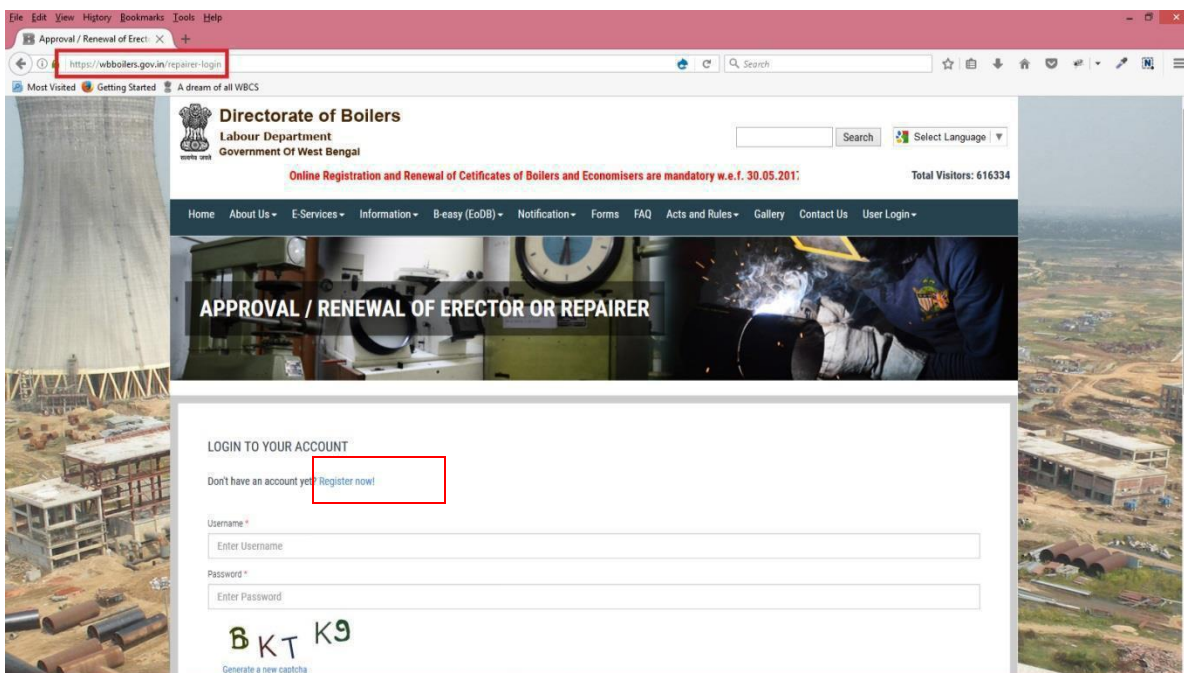 File Edit View History Bookmarks Tools Help
Approval / Renewal of Erect
https://wbboilers.gov.in/repairer-login
Search
Most Visited Getting Started A dream of all WBCS
Directorate of Boilers
Labour Department
Government Of West Bengal
सत्यमेव जयते
Search Select Language
Online Registration and Renewal of Cetificates of Boilers and Economisers are mandatory w.e.f. 30.05.2017
Total Visitors: 616334
Home About Us E-Services Information B-easy (EoDB) Notification Forms FAQ Acts and Rules Gallery Contact Us User Login
APPROVAL / RENEWAL OF ERECTOR OR REPAIRER
LOGIN TO YOUR ACCOUNT
Don't have an account yet? Register now!
Username *
Enter Username
Password *
Enter Password
B K T K 9
Generate a new captcha